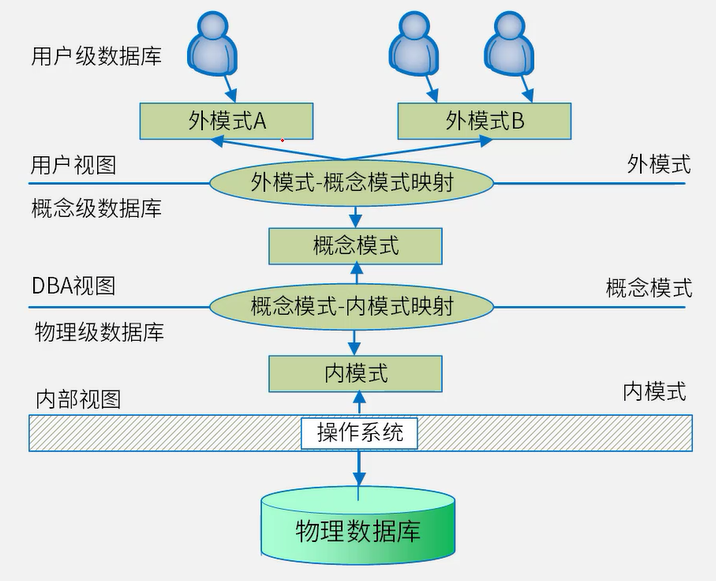 用户级数据库
外模式A
外模式B
用户视图
外模式-概念模式映射
外模式
概念级数据库
概念模式
DBA视图
概念模式-内模式映射
概念模式
物理级数据库
内模式
内部视图
内模式
操作系统
物理数据库